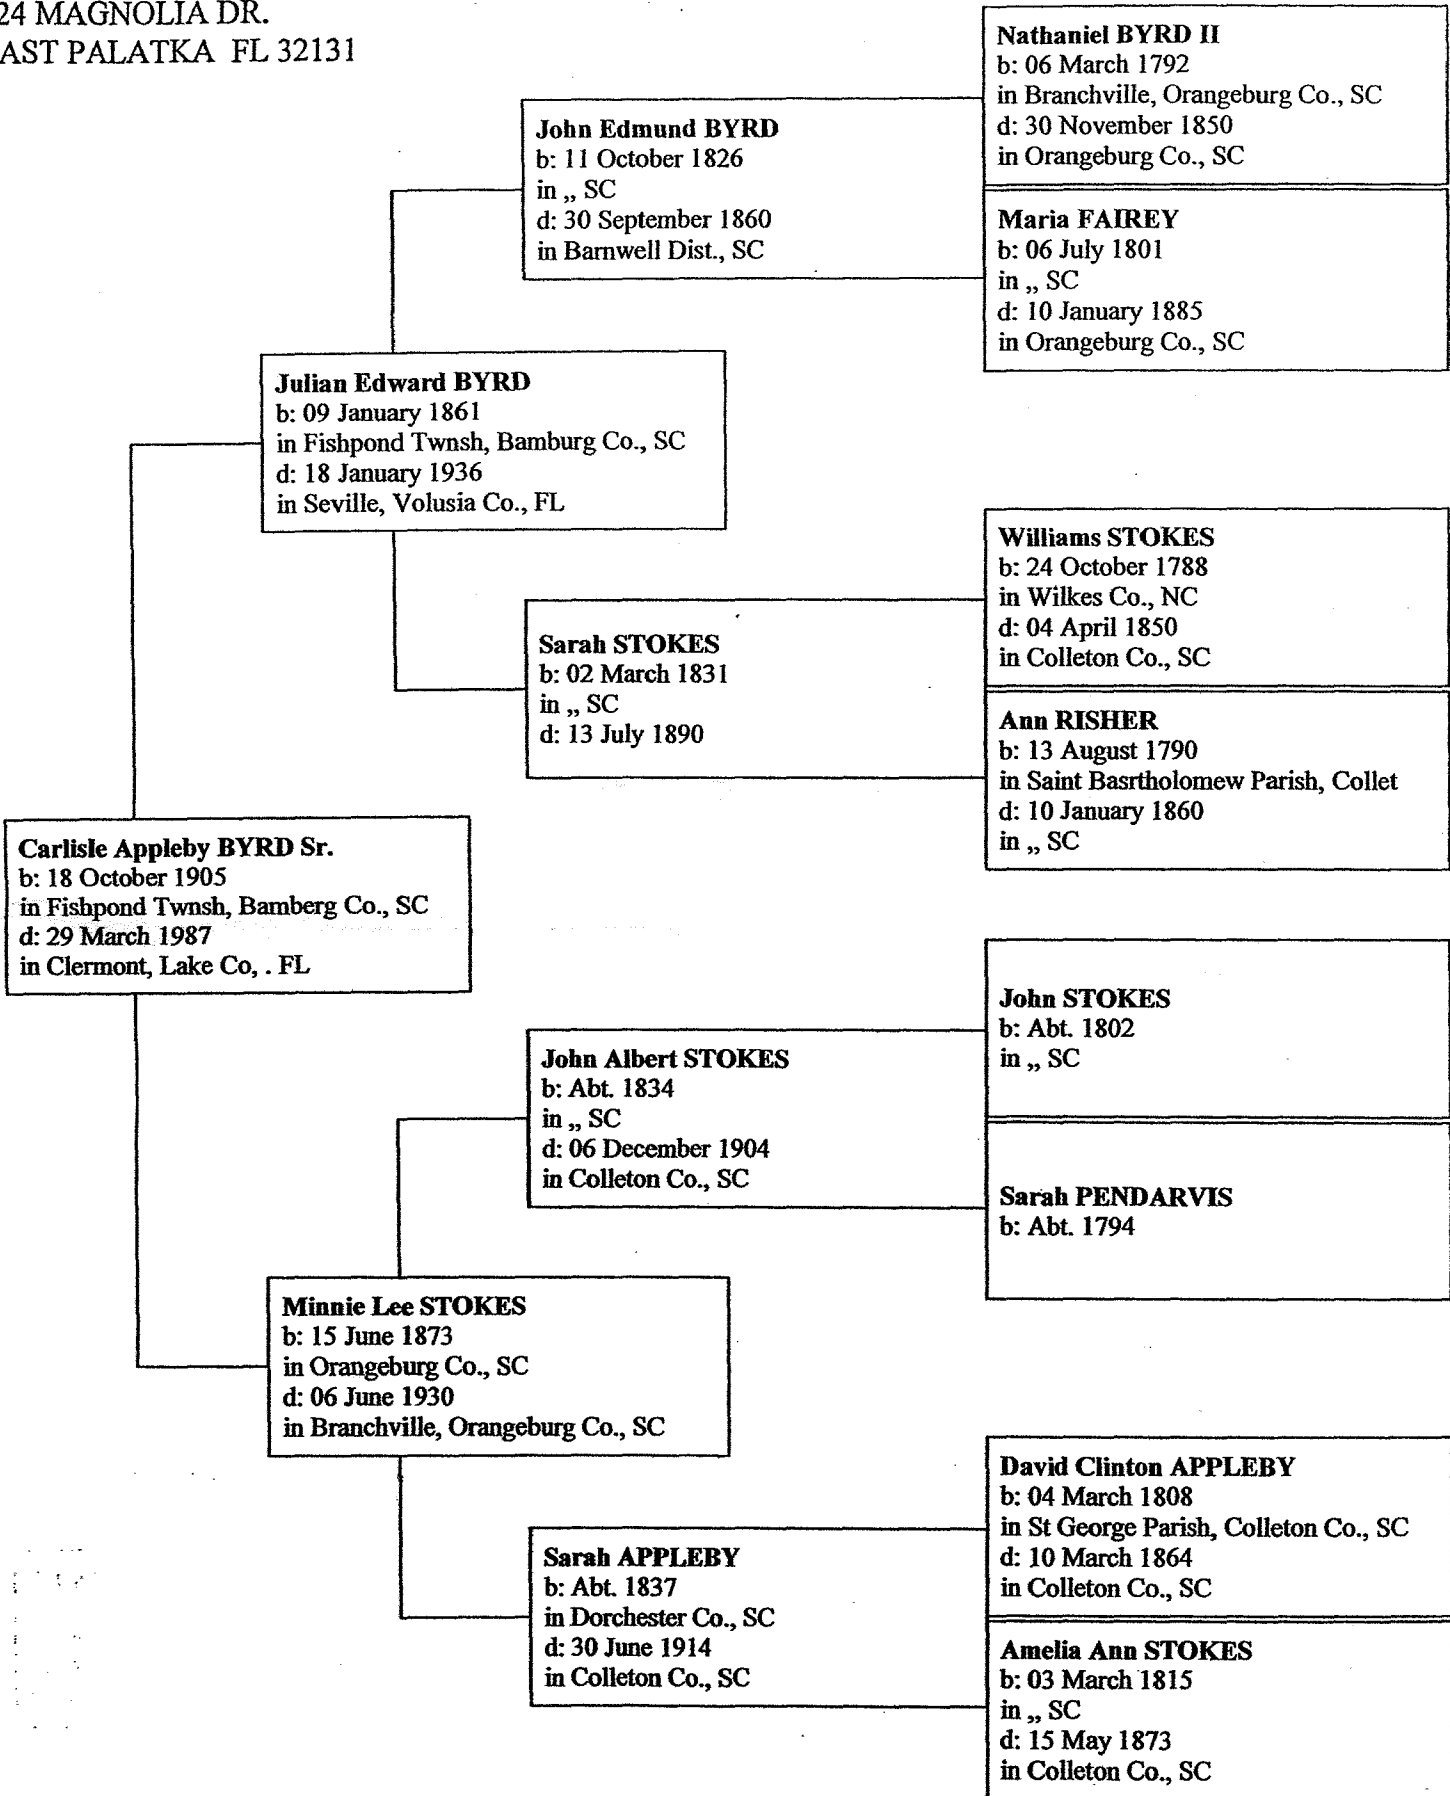 24 MAGNOLIA DR.
AST PALATKA FL 32131
Nathaniel BYRD II
b: 06 March 1792
in Branchville, Orangeburg Co., SC
d: 30 November 1850
in Orangeburg Co., SC
John Edmund BYRD
b: 11 October 1826
in ,, SC
d: 30 September 1860
in Barnwell Dist., SC
Maria FAIREY
b: 06 July 1801
in ,, SC
d: 10 January 1885
in Orangeburg Co., SC
Julian Edward BYRD
b: 09 January 1861
in Fishpond Twnsh, Bamburg Co., SC
d: 18 January 1936
in Seville, Volusia Co., FL
Williams STOKES
b: 24 October 1788
in Wilkes Co., NC
d: 04 April 1850
in Colleton Co., SC
Sarah STOKES
b: 02 March 1831
in ,, SC
d: 13 July 1890
Ann RISHER
b: 13 August 1790
in Saint Basrtholomew Parish, Collet
d: 10 January 1860
in ,, SC
Carlisle Appleby BYRD Sr.
b: 18 October 1905
in Fishpond Twnsh, Bamberg Co., SC
d: 29 March 1987
in Clermont, Lake Co, . FL
John STOKES
b: Abt. 1802
in ,, SC
John Albert STOKES
b: Abt. 1834
in ,, SC
d: 06 December 1904
in Colleton Co., SC
Sarah PENDARVIS
b: Abt. 1794
Minnie Lee STOKES
b: 15 June 1873
in Orangeburg Co., SC
d: 06 June 1930
in Branchville, Orangeburg Co., SC
David Clinton APPLEBY
b: 04 March 1808
in St George Parish, Colleton Co., SC
d: 10 March 1864
in Colleton Co., SC
Sarah APPLEBY
b: Abt. 1837
in Dorchester Co., SC
d: 30 June 1914
in Colleton Co., SC
Amelia Ann STOKES
b: 03 March 1815
in ,, SC
d: 15 May 1873
in Colleton Co., SC